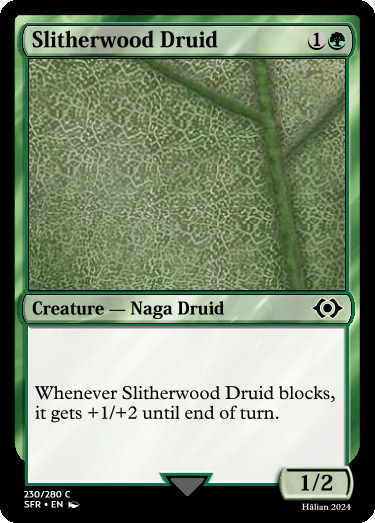 Slitherwood Druid 1
Creature — Naga Druid
Whenever Slitherwood Druid blocks,
it gets +1/+2 until end of turn.
1/2
230/280 C
SFR • EN
Hālian 2024